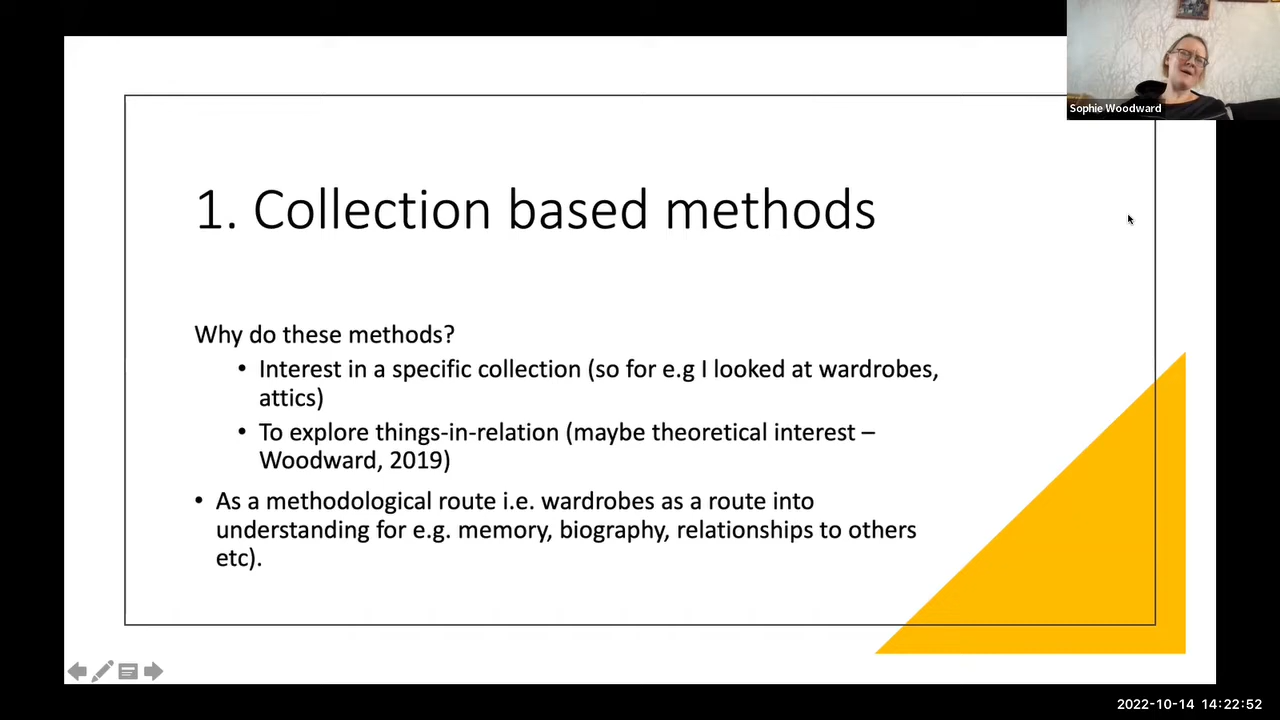 Sophie Woodward
1. Collection based methods
Why do these methods?
• Interest in a specific collection (so for e.g I looked at wardrobes,
attics)
• To explore things-in-relation (maybe theoretical interest –
Woodward, 2019)
• As a methodological route i.e. wardrobes as a route into
understanding for e.g. memory, biography, relationships to others
etc).
2022-10-14 14:22:52